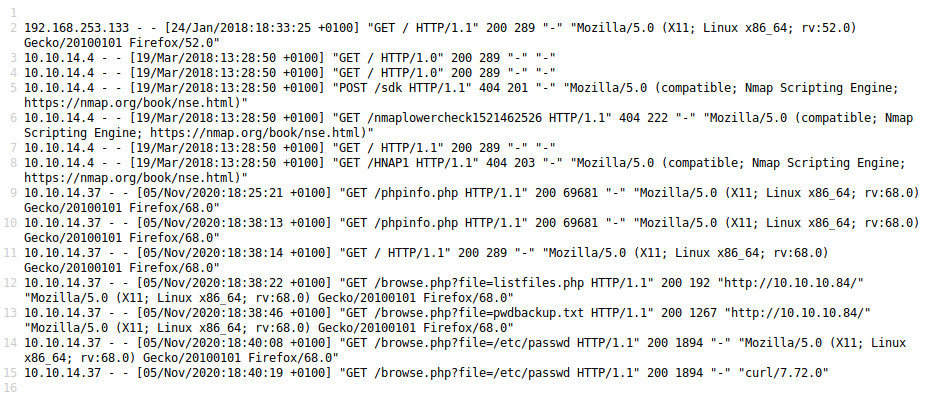 1
2 192.168.253.133 - - [24/Jan/2018:18:33:25 +0100] "GET / HTTP/1.1" 200 289 "-" "Mozilla/5.0 (X11; Linux x86_64; rv:52.0)
Gecko/20100101 Firefox/52.0"
3 10.10.14.4 - - [19/Mar/2018:13:28:50 +0100] "GET / HTTP/1.0" 200 289 "-" "-"
4 10.10.14.4 - - [19/Mar/2018:13:28:50 +0100] "GET / HTTP/1.0" 200 289 "-" "-"
5 10.10.14.4 - - [19/Mar/2018:13:28:50 +0100] "POST /sdk HTTP/1.1" 404 201 "-" "Mozilla/5.0 (compatible; Nmap Scripting Engine;
https://nmap.org/book/nse.html)"
6 10.10.14.4 - - [19/Mar/2018:13:28:50 +0100] "GET /nmaplowercheck1521462526 HTTP/1.1" 404 222 "-" "Mozilla/5.0 (compatible; Nmap
Scripting Engine; https://nmap.org/book/nse.html)"
7 10.10.14.4 - - [19/Mar/2018:13:28:50 +0100] "GET / HTTP/1.1" 200 289 "-" "-"
8 10.10.14.4 - - [19/Mar/2018:13:28:50 +0100] "GET /HNAP1 HTTP/1.1" 404 203 "-" "Mozilla/5.0 (compatible; Nmap Scripting Engine;
https://nmap.org/book/nse.html)"
9 10.10.14.37 - - [05/Nov/2020:18:25:21 +0100] "GET /phpinfo.php HTTP/1.1" 200 69681 "-" "Mozilla/5.0 (X11; Linux x86_64; rv:68.0)
Gecko/20100101 Firefox/68.0"
10 10.10.14.37 - - [05/Nov/2020:18:38:13 +0100] "GET /phpinfo.php HTTP/1.1" 200 69681 "-" "Mozilla/5.0 (X11; Linux x86_64; rv:68.0)
Gecko/20100101 Firefox/68.0"
11 10.10.14.37 - - [05/Nov/2020:18:38:14 +0100] "GET / HTTP/1.1" 200 289 "-" "Mozilla/5.0 (X11; Linux x86_64; rv:68.0)
Gecko/20100101 Firefox/68.0"
12 10.10.14.37 - - [05/Nov/2020:18:38:22 +0100] "GET /browse.php?file=listfiles.php HTTP/1.1" 200 192 "http://10.10.10.84/"
"Mozilla/5.0 (X11; Linux x86_64; rv:68.0) Gecko/20100101 Firefox/68.0"
13 10.10.14.37 - - [05/Nov/2020:18:38:46 +0100] "GET /browse.php?file=pwdbackup.txt HTTP/1.1" 200 1267 "http://10.10.10.84/"
"Mozilla/5.0 (X11; Linux x86_64; rv:68.0) Gecko/20100101 Firefox/68.0"
14 10.10.14.37 - - [05/Nov/2020:18:40:08 +0100] "GET /browse.php?file=/etc/passwd HTTP/1.1" 200 1894 "-" "Mozilla/5.0 (X11; Linux
x86_64; rv:68.0) Gecko/20100101 Firefox/68.0"
15 10.10.14.37 - - [05/Nov/2020:18:40:19 +0100] "GET /browse.php?file=/etc/passwd HTTP/1.1" 200 1894 "-" "curl/7.72.0"
16